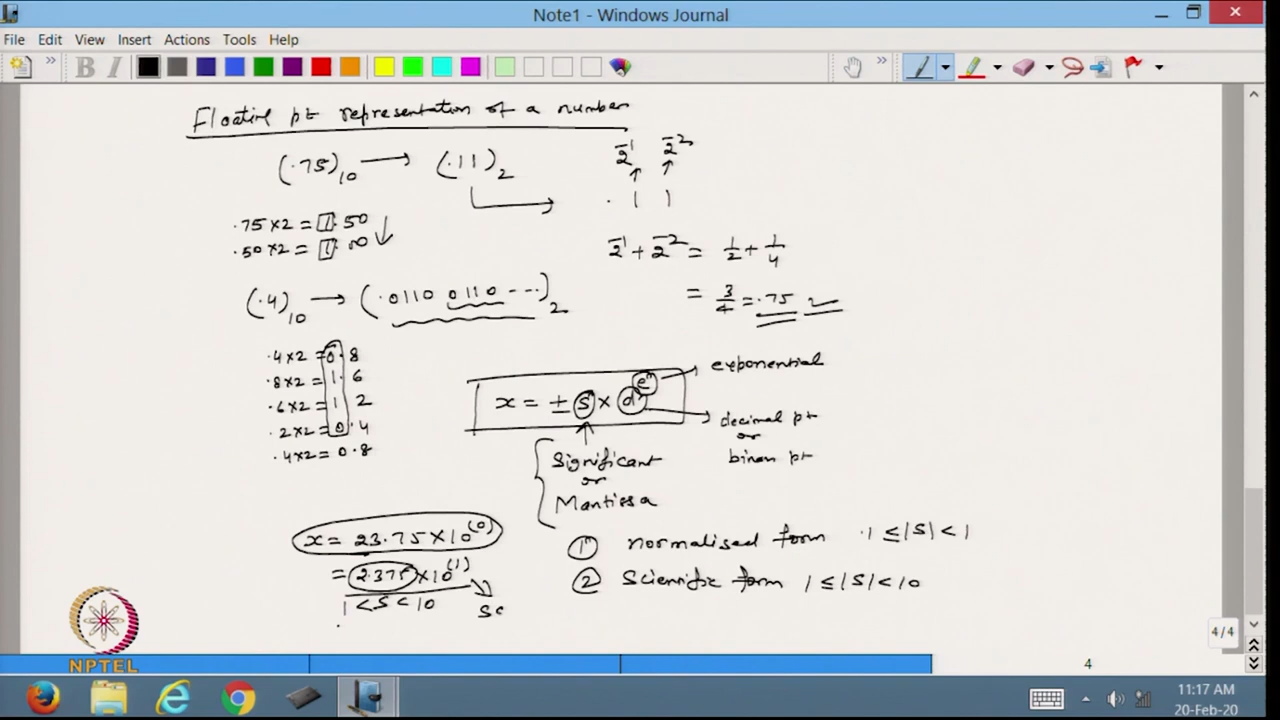 Note1 - Windows Journal
File Edit View Insert Actions Tools Help
Floating pt representation of a number
(.75)₁₀ → (.11)₂
2⁻¹ 2⁻²
. 1 1
.75×2 = 1.50
.50×2 = 1.00
2⁻¹ + 2⁻² = 1/2 + 1/4
= 3/4 = .75
(.4)₁₀ → (.0110 0110 ---)₂
.4×2 = 0.8
.8×2 = 1.6
.6×2 = 1 2
.2×2 = 0.4
.4×2 = 0.8
x = ± s × d^e
exponential
decimal pt
or
binary pt
Significant
or
Mantissa
x = 23.75×10^(0)
= 2.375×10^(1)
1 < S < 10
sc
① normalised form .1 ≤ |S| < 1
② Scientific form 1 ≤ |S| < 10
NPTEL
4/4
4
11:17 AM
20-Feb-20